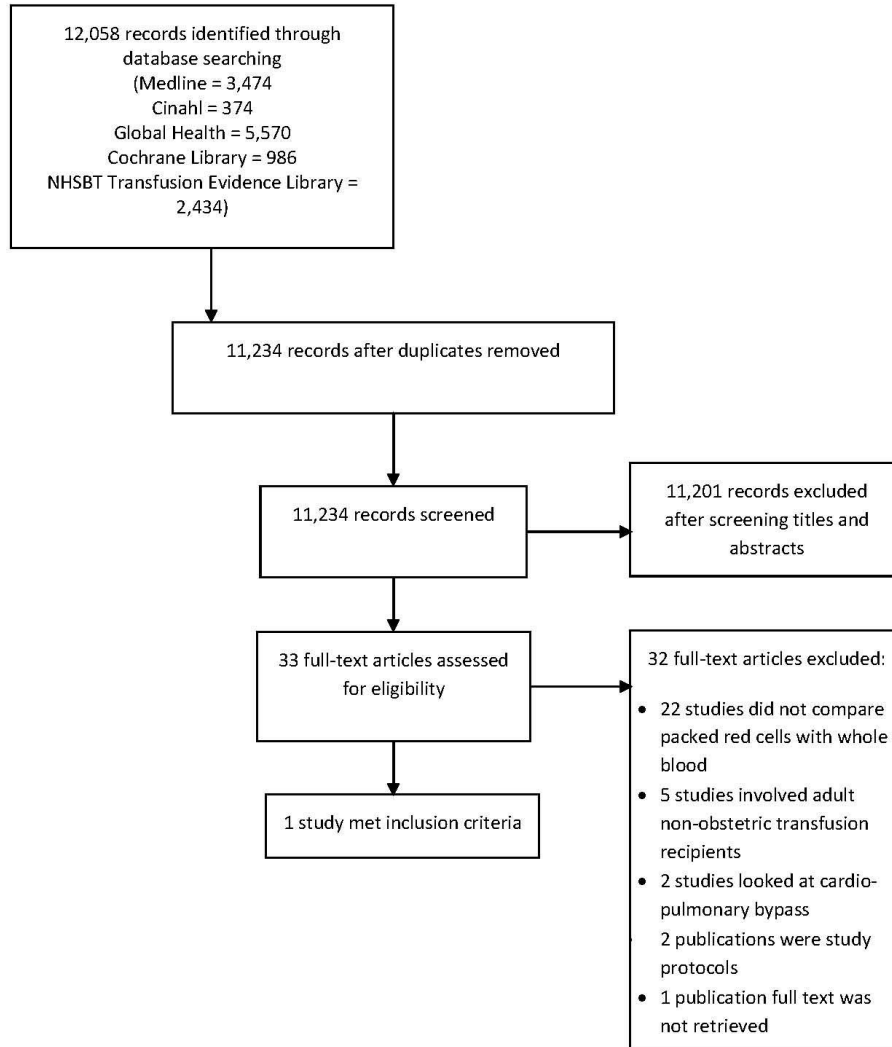 12,058 records identified through
database searching
(Medline = 3,474
Cinahl = 374
Global Health = 5,570
Cochrane Library = 986
NHSBT Transfusion Evidence Library =
2,434)
11,234 records after duplicates removed
11,234 records screened
11,201 records excluded
after screening titles and
abstracts
33 full-text articles assessed
for eligibility
32 full-text articles excluded:
• 22 studies did not compare
packed red cells with whole
blood
• 5 studies involved adult
non-obstetric transfusion
recipients
• 2 studies looked at cardio-
pulmonary bypass
• 2 publications were study
protocols
• 1 publication full text was
not retrieved
1 study met inclusion criteria